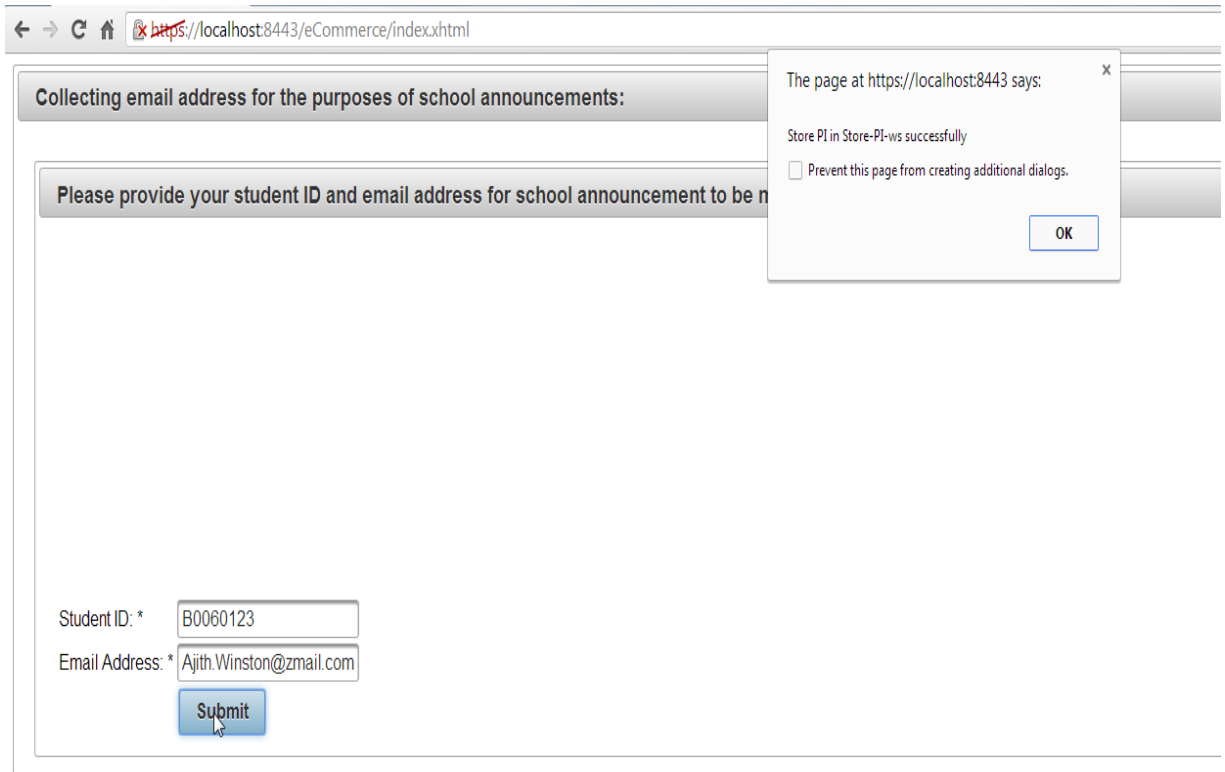 https://localhost:8443/eCommerce/index.xhtml
The page at https://localhost:8443 says:
x
Store PI in Store-PI-ws successfully
Prevent this page from creating additional dialogs.
OK
Collecting email address for the purposes of school announcements:
Please provide your student ID and email address for school announcement to be
Student ID: * B0060123
Email Address: * Ajith.Winston@zmail.com
Submit